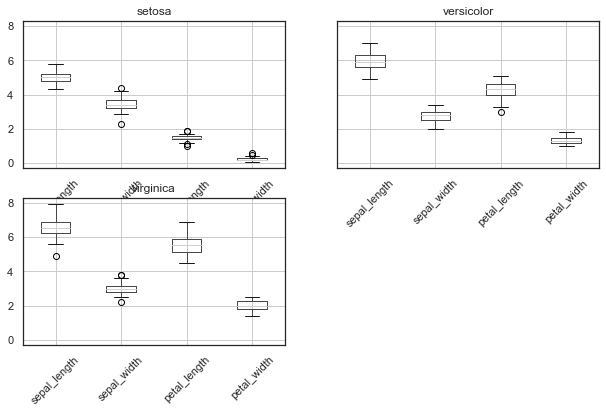 setosa
versicolor
8
6
4
2
0
sepal_length
sepal_width
petal_length
petal_width
virginica
8
6
4
2
0
sepal_length
sepal_width
petal_length
petal_width